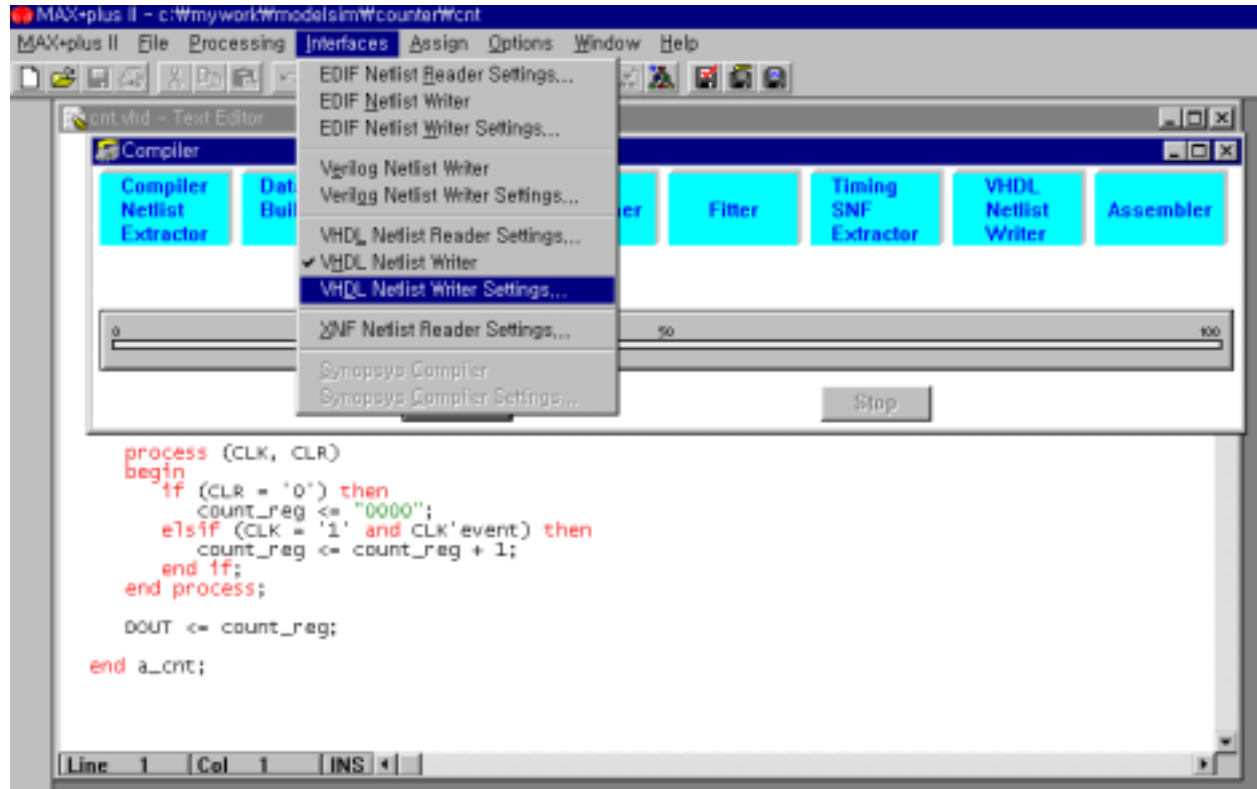 MAX+plus II - c:₩mywork₩modelsim₩counter₩cnt
MAX+plus II File Processing Interfaces Assign Options Window Help
EDIF Netlist Reader Settings...
EDIF Netlist Writer
EDIF Netlist Writer Settings...
Verilog Netlist Writer
Verilog Netlist Writer Settings...
VHDL Netlist Reader Settings...
✔ VHDL Netlist Writer
VHDL Netlist Writer Settings...
XNF Netlist Reader Settings...
Synopsys Compiler
Synopsys Compiler Settings...
cnt.vhd - Text Editor
Compiler
Compiler
Netlist
Extractor
Fitter
Timing
SNF
Extractor
VHDL
Netlist
Writer
Assembler
0 50 100
Stop
process (CLK, CLR)
begin
if (CLR = '0') then
count_reg <= "0000";
elsif (CLK = '1' and CLK'event) then
count_reg <= count_reg + 1;
end if;
end process;
DOUT <= count_reg;
end a_cnt;
Line 1 Col 1 INS